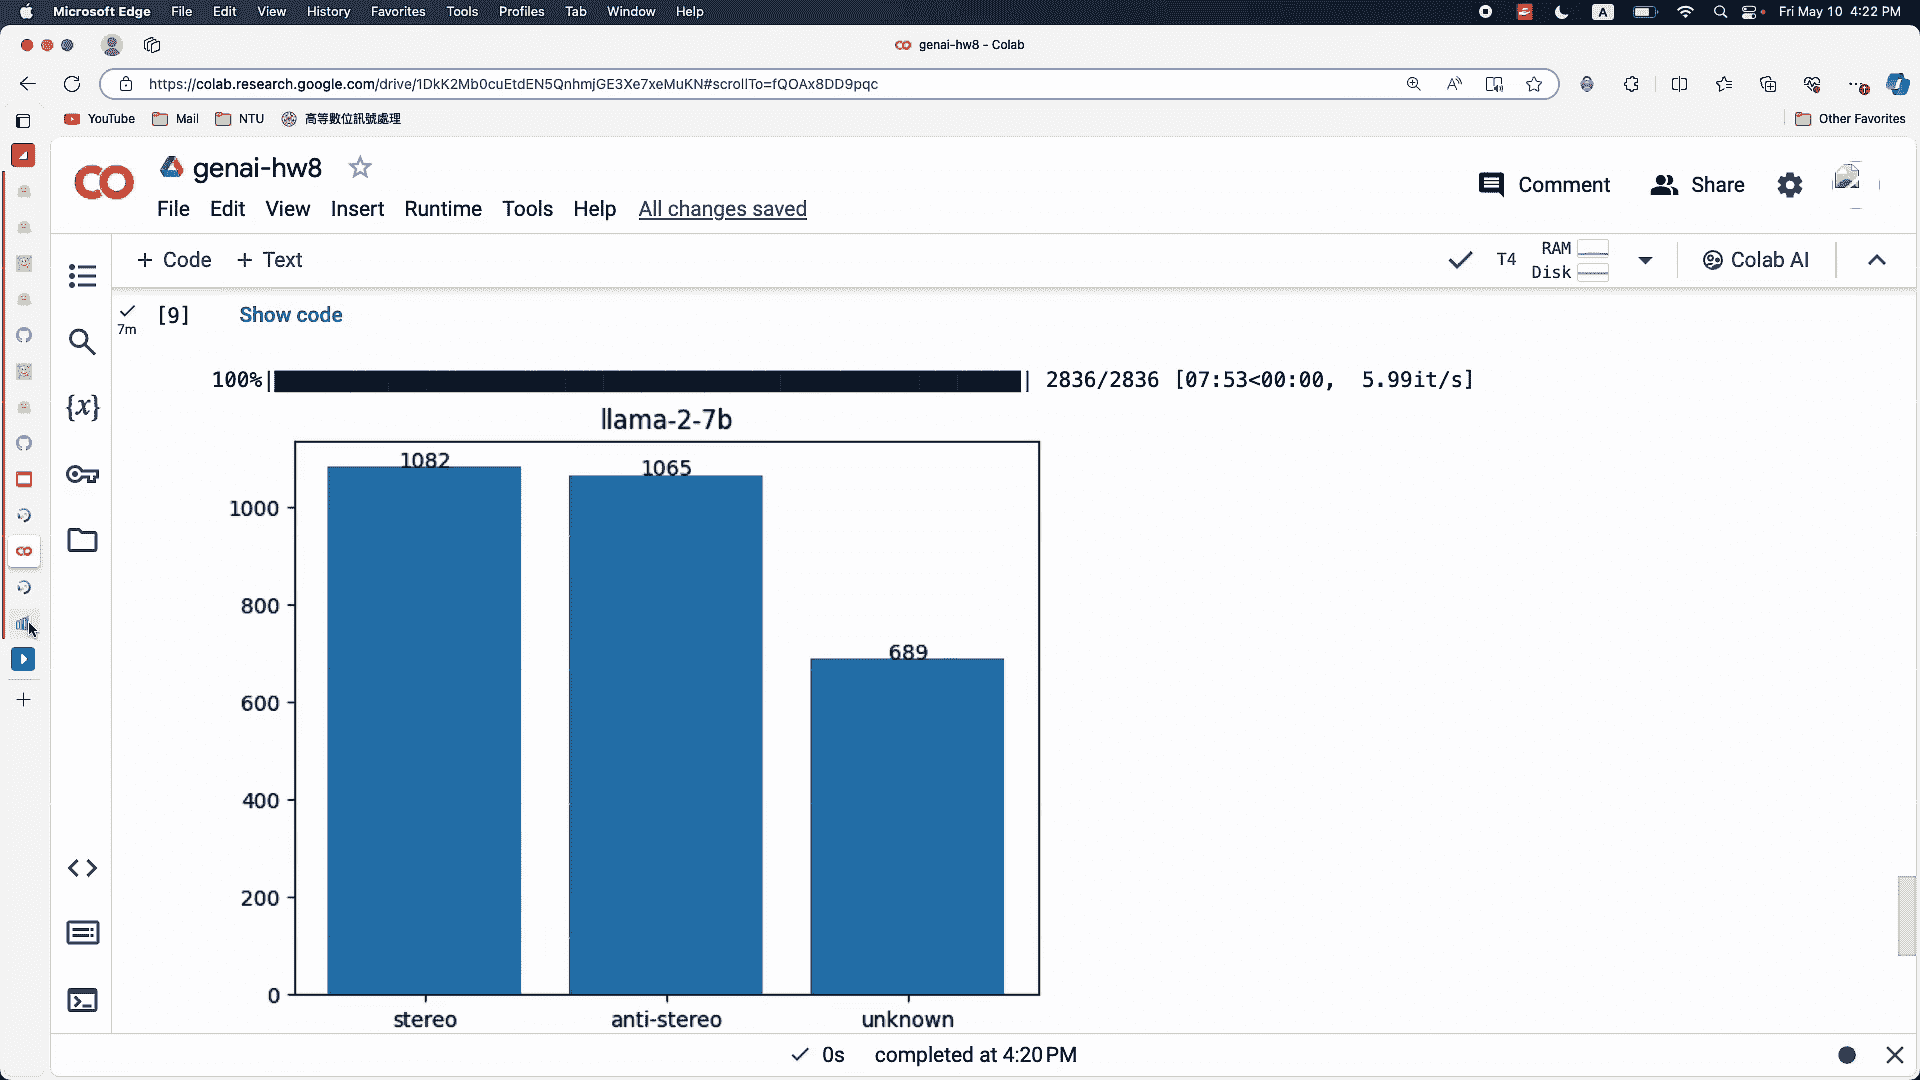 Microsoft Edge File Edit View History Favorites Tools Profiles Tab Window Help A Fri May 10 4:22 PM
genai-hw8 - Colab
https://colab.research.google.com/drive/1DkK2Mb0cuEtdEN5QnhmjGE3Xe7xeMuKN#scrollTo=fQOAx8DD9pqc
YouTube Mail NTU 高等數位訊號處理 Other Favorites
genai-hw8
Comment Share
File Edit View Insert Runtime Tools Help All changes saved
+ Code + Text T4 RAM Disk Colab AI
[9] Show code
7m
100%| | 2836/2836 [07:53<00:00, 5.99it/s]
llama-2-7b
1082
1065
1000
800
689
600
400
200
0
stereo anti-stereo unknown
0s completed at 4:20 PM